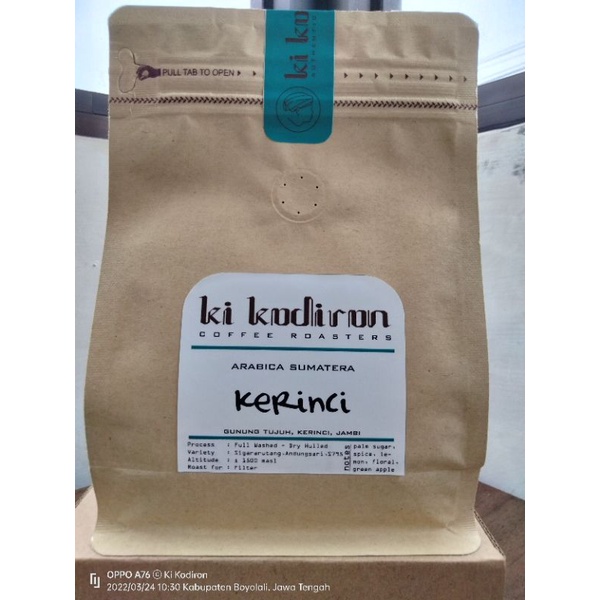 ki ko
AUTHENTIC
PULL TAB TO OPEN
ki kodiron
COFFEE ROASTERS
ARABICA SUMATERA
Kerinci
GUNUNG TUJUH, KERINCI, JAMBI
Process : Full Washed - Dry Hulled
Variety : Sigararutang.Andungsari.S795
Altitude : ± 1500 masl
Roast for : Filter
notes
palm sugar,
spice, le-
mon, floral,
green apple
OPPO A76 © Ki Kodiron
2022/03/24 10:30 Kabupaten Boyolali, Jawa Tengah